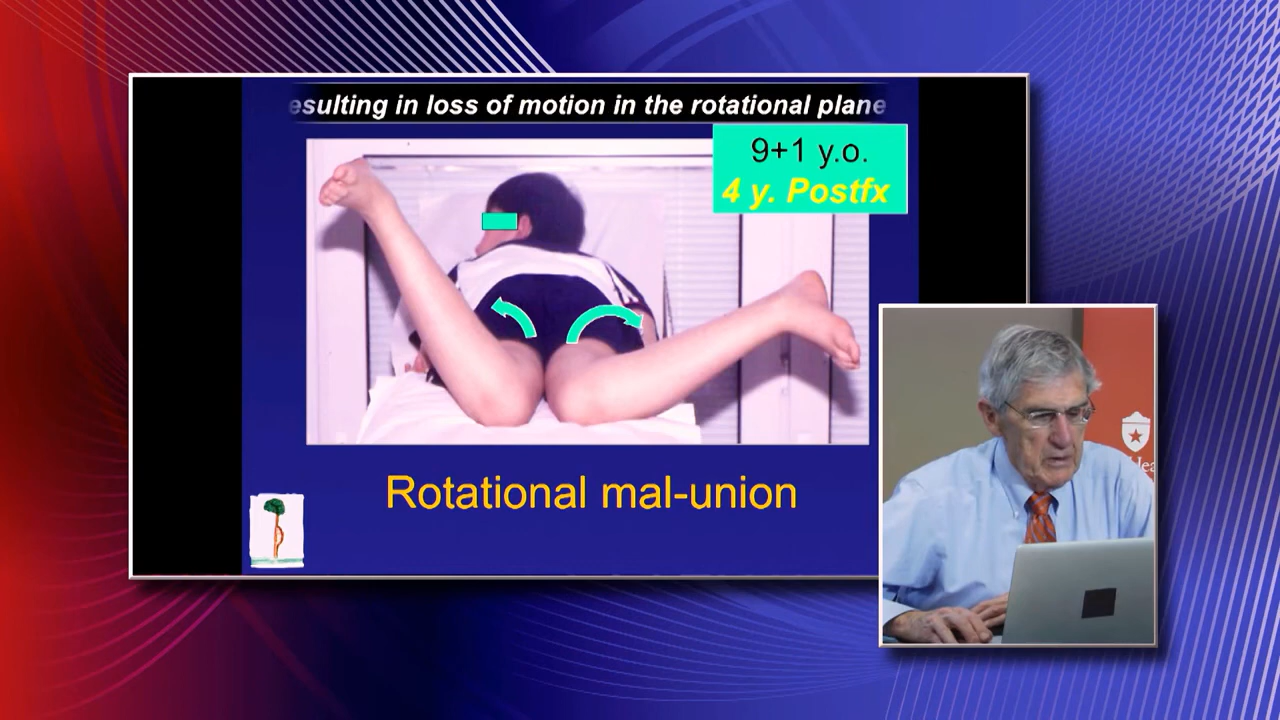 esulting in loss of motion in the rotational plane
9+1 y.o.
4 y. Postfx
Rotational mal-union